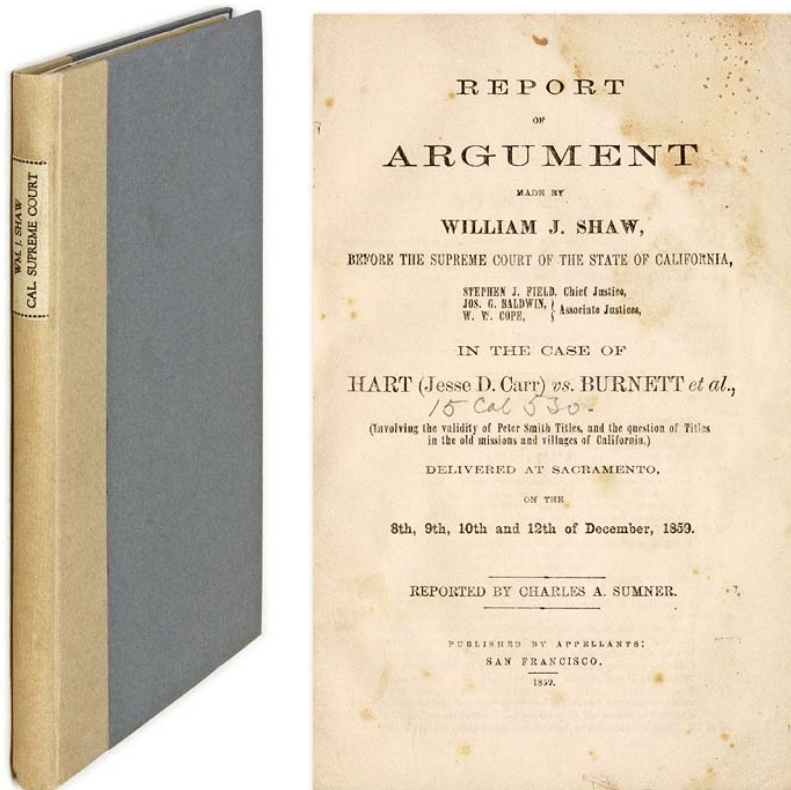 WM. J. SHAW
CAL. SUPREME COURT
REPORT
OF
ARGUMENT
MADE BY
WILLIAM J. SHAW,
BEFORE THE SUPREME COURT OF THE STATE OF CALIFORNIA,
STEPHEN J. FIELD, Chief Justice,
JOS. G. BALDWIN, } Associate Justices,
W. W. COPE,
IN THE CASE OF
HART (Jesse D. Carr) vs. BURNETT et al.,
15 Cal 530.
(Involving the validity of Peter Smith Titles, and the question of Titles
in the old missions and villages of California.)
DELIVERED AT SACRAMENTO,
ON THE
8th, 9th, 10th and 12th of December, 1859.
REPORTED BY CHARLES A. SUMNER.
PUBLISHED BY APPELLANTS:
SAN FRANCISCO.
1859.